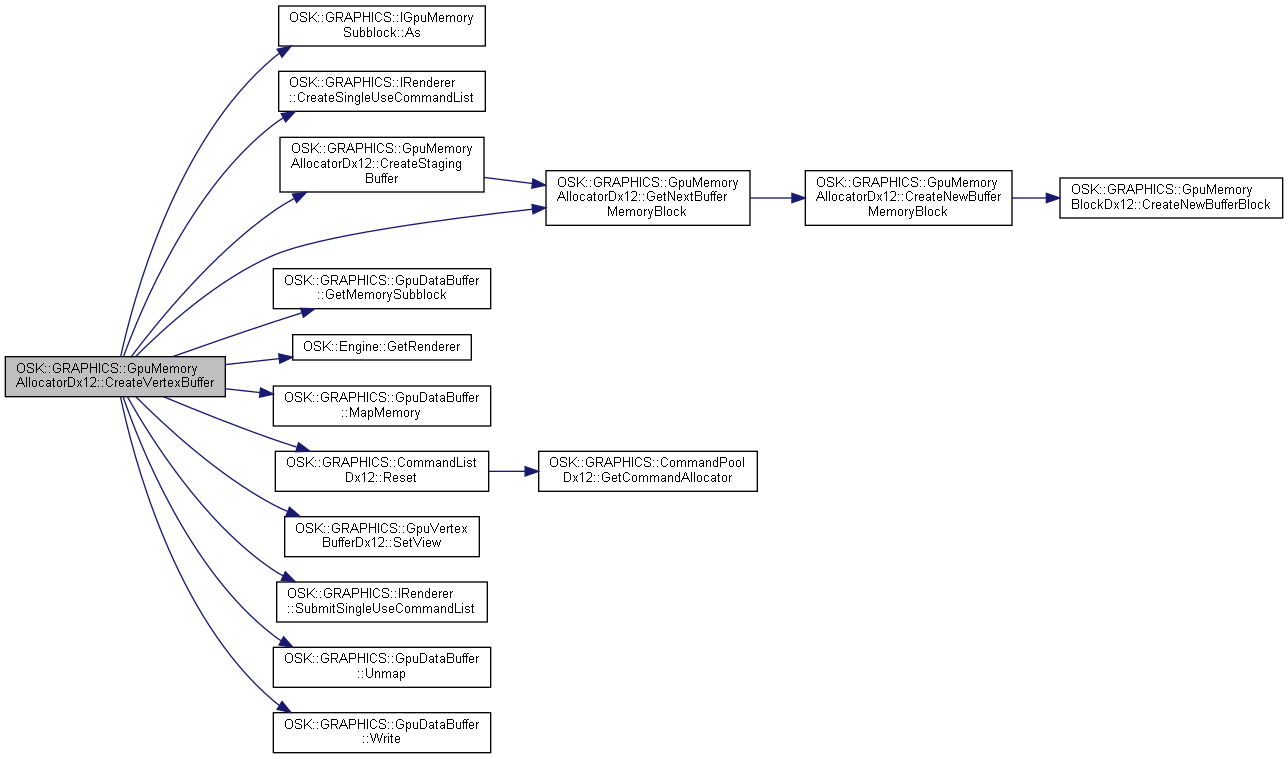 OSK::GRAPHICS::IGpuMemory
Subblock::As
OSK::GRAPHICS::IRenderer
::CreateSingleUseCommandList
OSK::GRAPHICS::GpuMemory
AllocatorDx12::CreateStaging
Buffer
OSK::GRAPHICS::GpuMemory
AllocatorDx12::GetNextBuffer
MemoryBlock
OSK::GRAPHICS::GpuMemory
AllocatorDx12::CreateNewBuffer
MemoryBlock
OSK::GRAPHICS::GpuMemory
BlockDx12::CreateNewBufferBlock
OSK::GRAPHICS::GpuDataBuffer
::GetMemorySubblock
OSK::Engine::GetRenderer
OSK::GRAPHICS::GpuMemory
AllocatorDx12::CreateVertexBuffer
OSK::GRAPHICS::GpuDataBuffer
::MapMemory
OSK::GRAPHICS::CommandList
Dx12::Reset
OSK::GRAPHICS::CommandPool
Dx12::GetCommandAllocator
OSK::GRAPHICS::GpuVertex
BufferDx12::SetView
OSK::GRAPHICS::IRenderer
::SubmitSingleUseCommandList
OSK::GRAPHICS::GpuDataBuffer
::Unmap
OSK::GRAPHICS::GpuDataBuffer
::Write